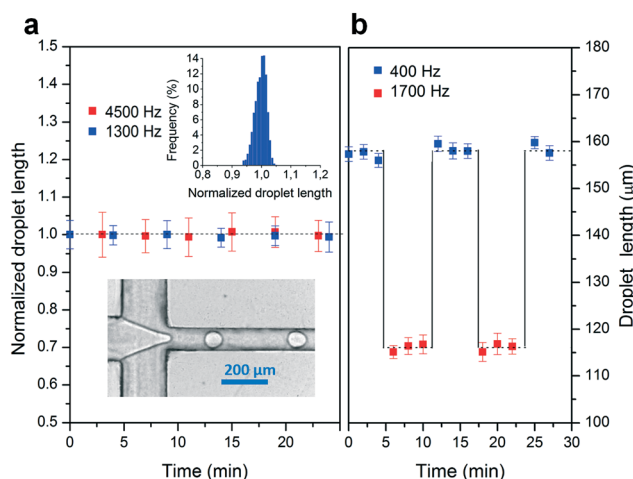 a
b
1.5
1.4
1.3
1.2
1.1
1.0
0.9
0.8
0.7
0.6
0.5
Normalized droplet length
4500 Hz
1300 Hz
14
12
10
8
6
4
2
0
Frequency (%)
0,8 0,9 1,0 1,1 1,2
Normalized droplet length
200 µm
0 5 10 15 20
Time (min)
400 Hz
1700 Hz
180
170
160
150
140
130
120
110
100
Droplet length (µm)
0 5 10 15 20 25 30
Time (min)